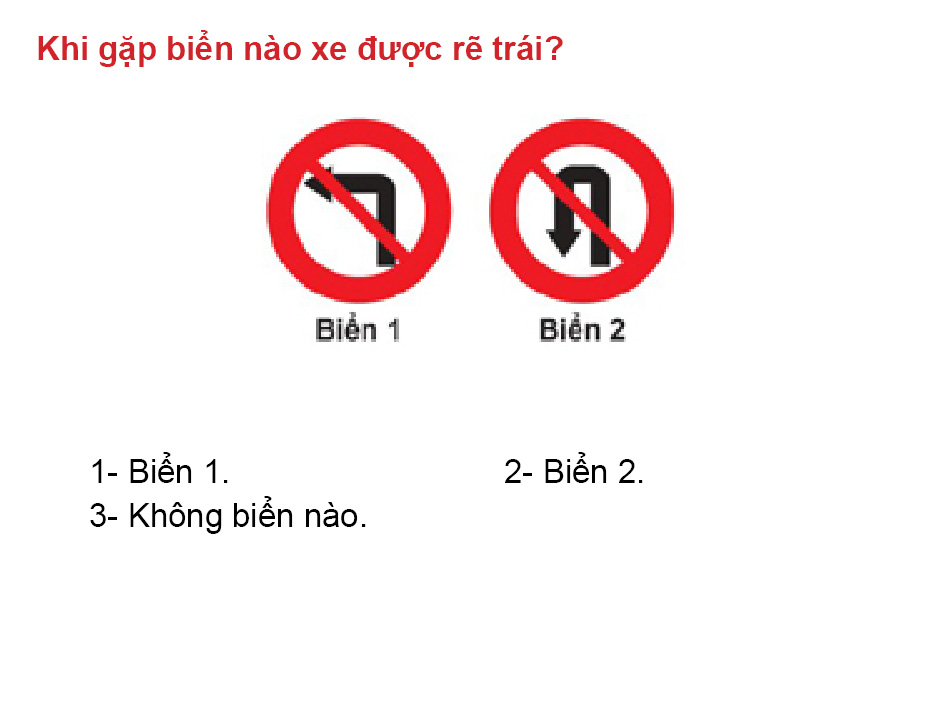 Khi gặp biển nào xe được rẽ trái?
Biển 1 Biển 2
1- Biển 1. 2- Biển 2.
3- Không biển nào.